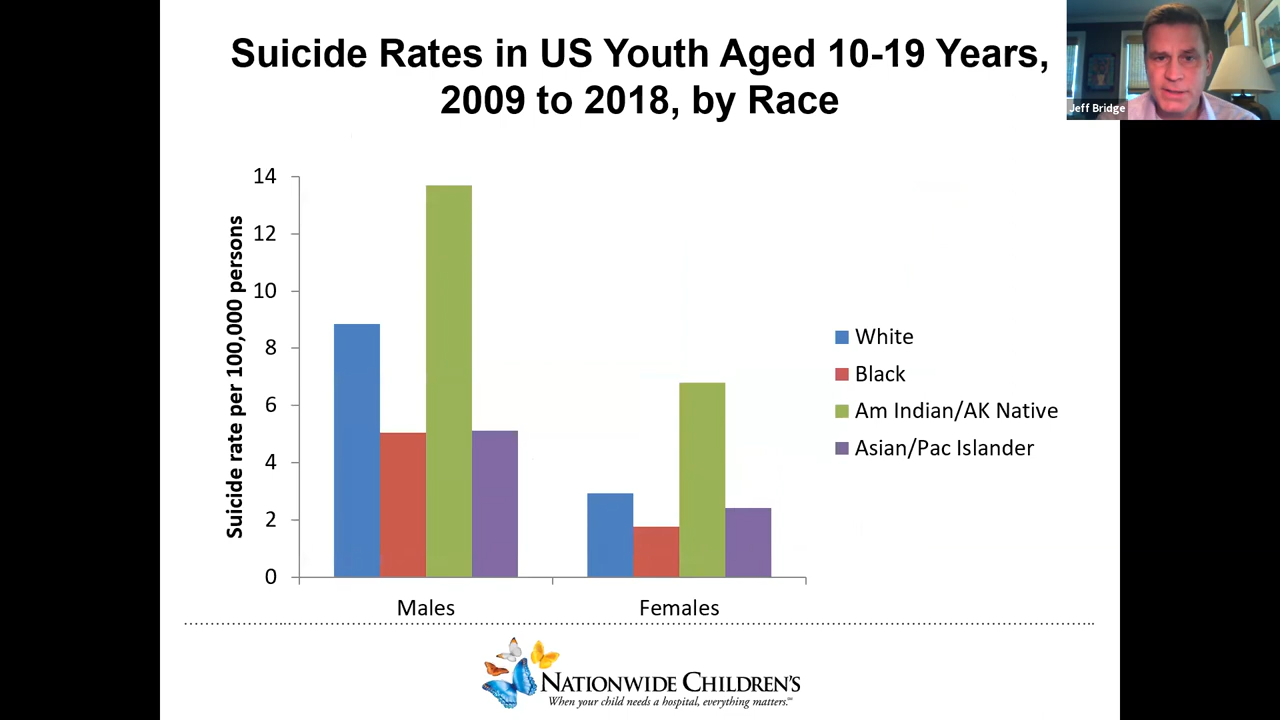 Suicide Rates in US Youth Aged 10-19 Years,
2009 to 2018, by Race
Jeff Bridge
Suicide rate per 100,000 persons
14
12
10
8
6
4
2
0
Males
Females
White
Black
Am Indian/AK Native
Asian/Pac Islander
NATIONWIDE CHILDREN'S
When your child needs a hospital, everything matters.℠